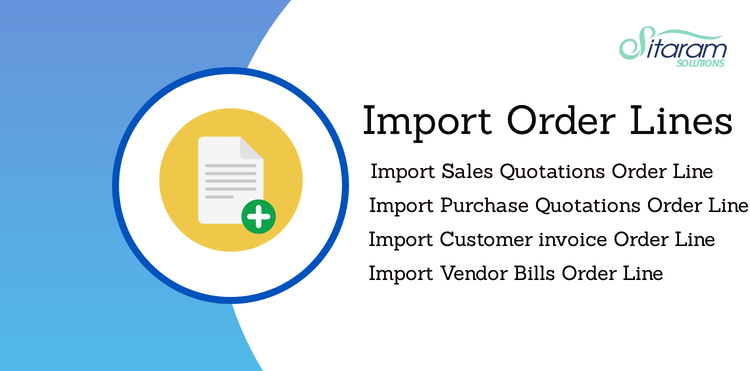 Sitaram
SOLUTIONS
Import Order Lines
Import Sales Quotations Order Line
Import Purchase Quotations Order Line
Import Customer invoice Order Line
Import Vendor Bills Order Line